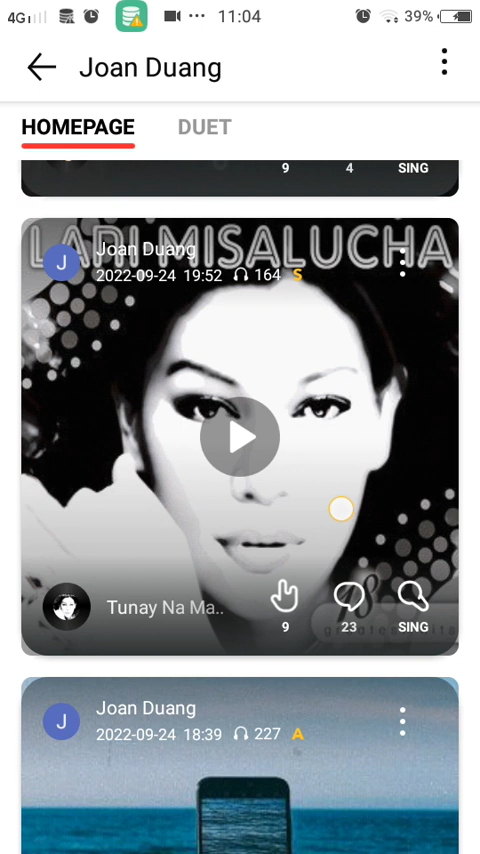 4G 11:04 39%
Joan Duang
HOMEPAGE DUET
9 4 SING
LANI MISALUCHA
J Joan Duang
2022-09-24 19:52 164 S
Tunay Na Ma..
9 23 SING
J Joan Duang
2022-09-24 18:39 227 A